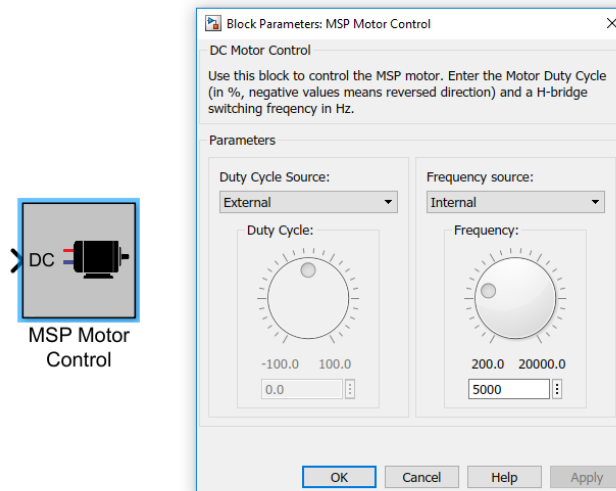 Block Parameters: MSP Motor Control
DC Motor Control
Use this block to control the MSP motor. Enter the Motor Duty Cycle
(in %, negative values means reversed direction) and a H-bridge
switching freqency in Hz.
Parameters
Duty Cycle Source:
External
Duty Cycle:
-100.0 100.0
0.0
Frequency source:
Internal
Frequency:
200.0 20000.0
5000
DC
MSP Motor
Control
OK Cancel Help Apply